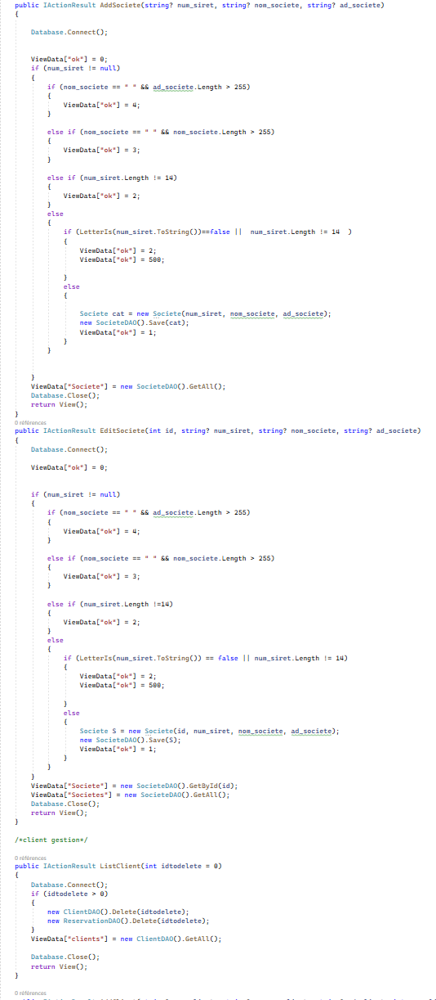 public IActionResult AddSociete(string? num_siret, string? nom_societe, string? ad_societe)
{
Database.Connect();
ViewData["ok"] = 0;
if (num_siret != null)
{
if (nom_societe == " " && ad_societe.Length > 255)
{
ViewData["ok"] = 4;
}
else if (nom_societe == " " && nom_societe.Length > 255)
{
ViewData["ok"] = 3;
}
else if (num_siret.Length != 14)
{
ViewData["ok"] = 2;
}
else
{
if (LetterIs(num_siret.ToString())==false || num_siret.Length != 14 )
{
ViewData["ok"] = 2;
ViewData["ok"] = 500;
}
else
{
Societe cat = new Societe(num_siret, nom_societe, ad_societe);
new SocieteDAO().Save(cat);
ViewData["ok"] = 1;
}
}
}
ViewData["Societe"] = new SocieteDAO().GetAll();
Database.Close();
return View();
}
0 références
public IActionResult EditSociete(int id, string? num_siret, string? nom_societe, string? ad_societe)
{
Database.Connect();
ViewData["ok"] = 0;
if (num_siret != null)
{
if (nom_societe == " " && ad_societe.Length > 255)
{
ViewData["ok"] = 4;
}
else if (nom_societe == " " && nom_societe.Length > 255)
{
ViewData["ok"] = 3;
}
else if (num_siret.Length !=14)
{
ViewData["ok"] = 2;
}
else
{
if (LetterIs(num_siret.ToString()) == false || num_siret.Length != 14)
{
ViewData["ok"] = 2;
ViewData["ok"] = 500;
}
else
{
Societe S = new Societe(id, num_siret, nom_societe, ad_societe);
new SocieteDAO().Save(S);
ViewData["ok"] = 1;
}
}
}
ViewData["Societe"] = new SocieteDAO().GetById(id);
ViewData["Societes"] = new SocieteDAO().GetAll();
Database.Close();
return View();
}
/*client gestion*/
0 références
public IActionResult ListClient(int idtodelete = 0)
{
Database.Connect();
if (idtodelete > 0)
{
new ClientDAO().Delete(idtodelete);
new ReservationDAO().Delete(idtodelete);
}
ViewData["clients"] = new ClientDAO().GetAll();
Database.Close();
return View();
}
0 références